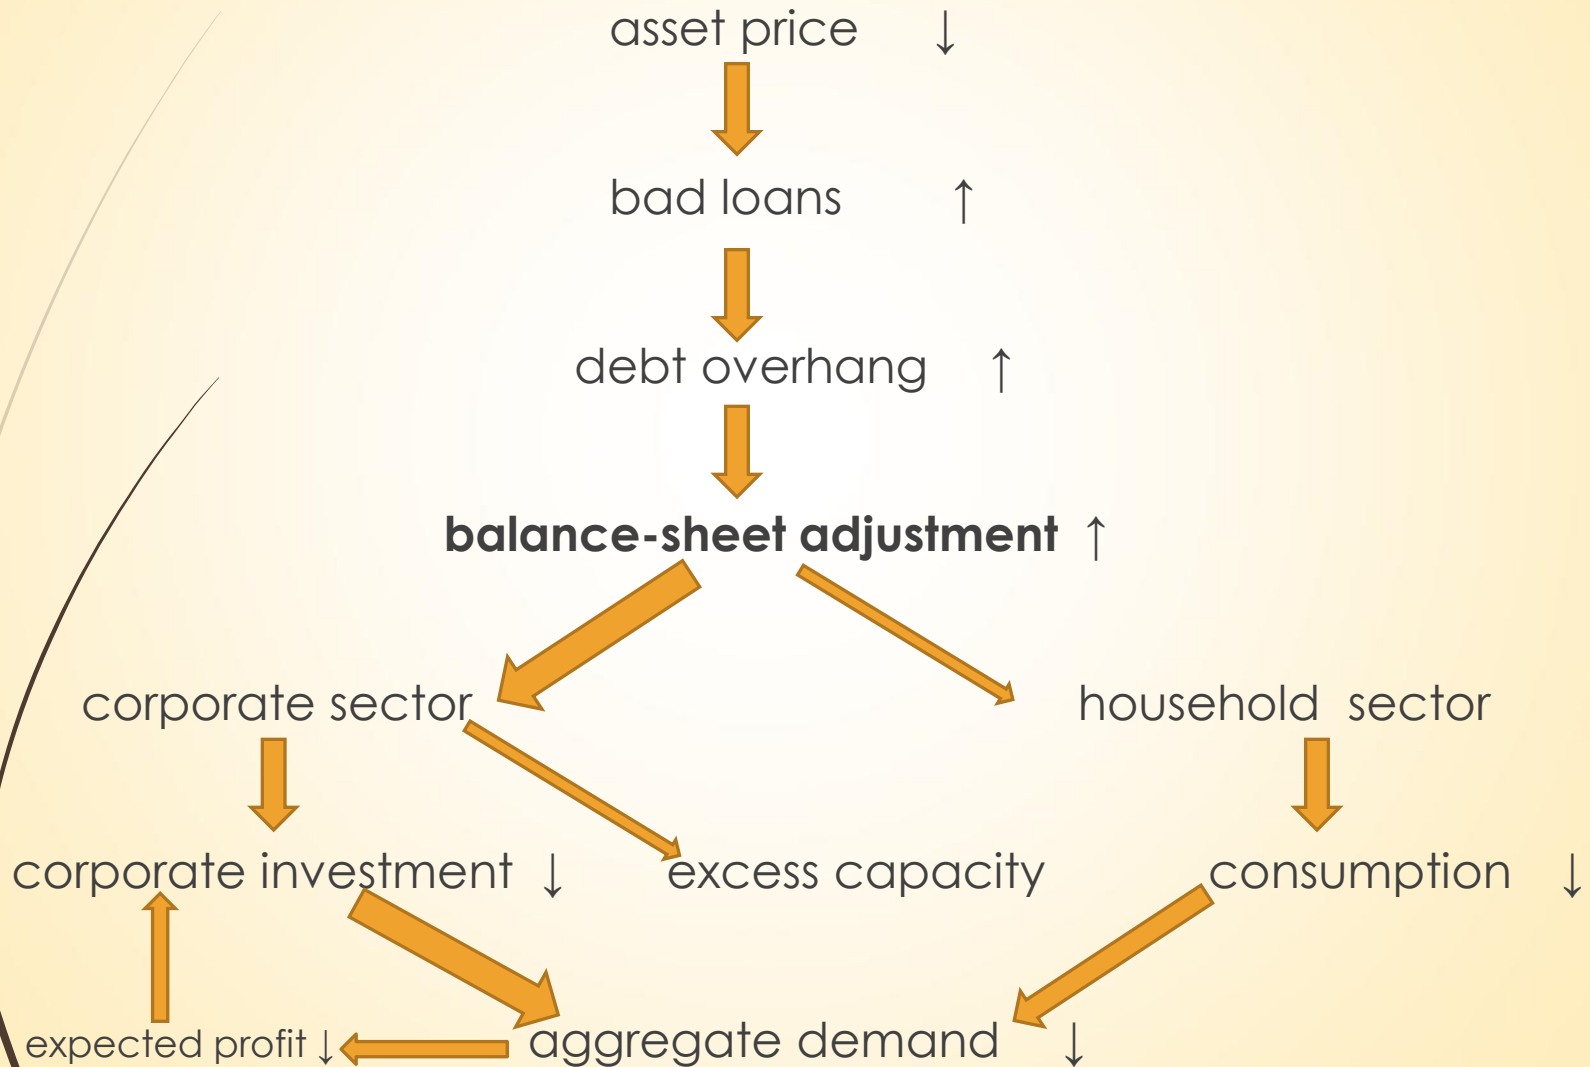 asset price ↓
bad loans ↑
debt overhang ↑
balance-sheet adjustment ↑
corporate sector household sector
corporate investment ↓ excess capacity consumption ↓
expected profit ↓ aggregate demand ↓